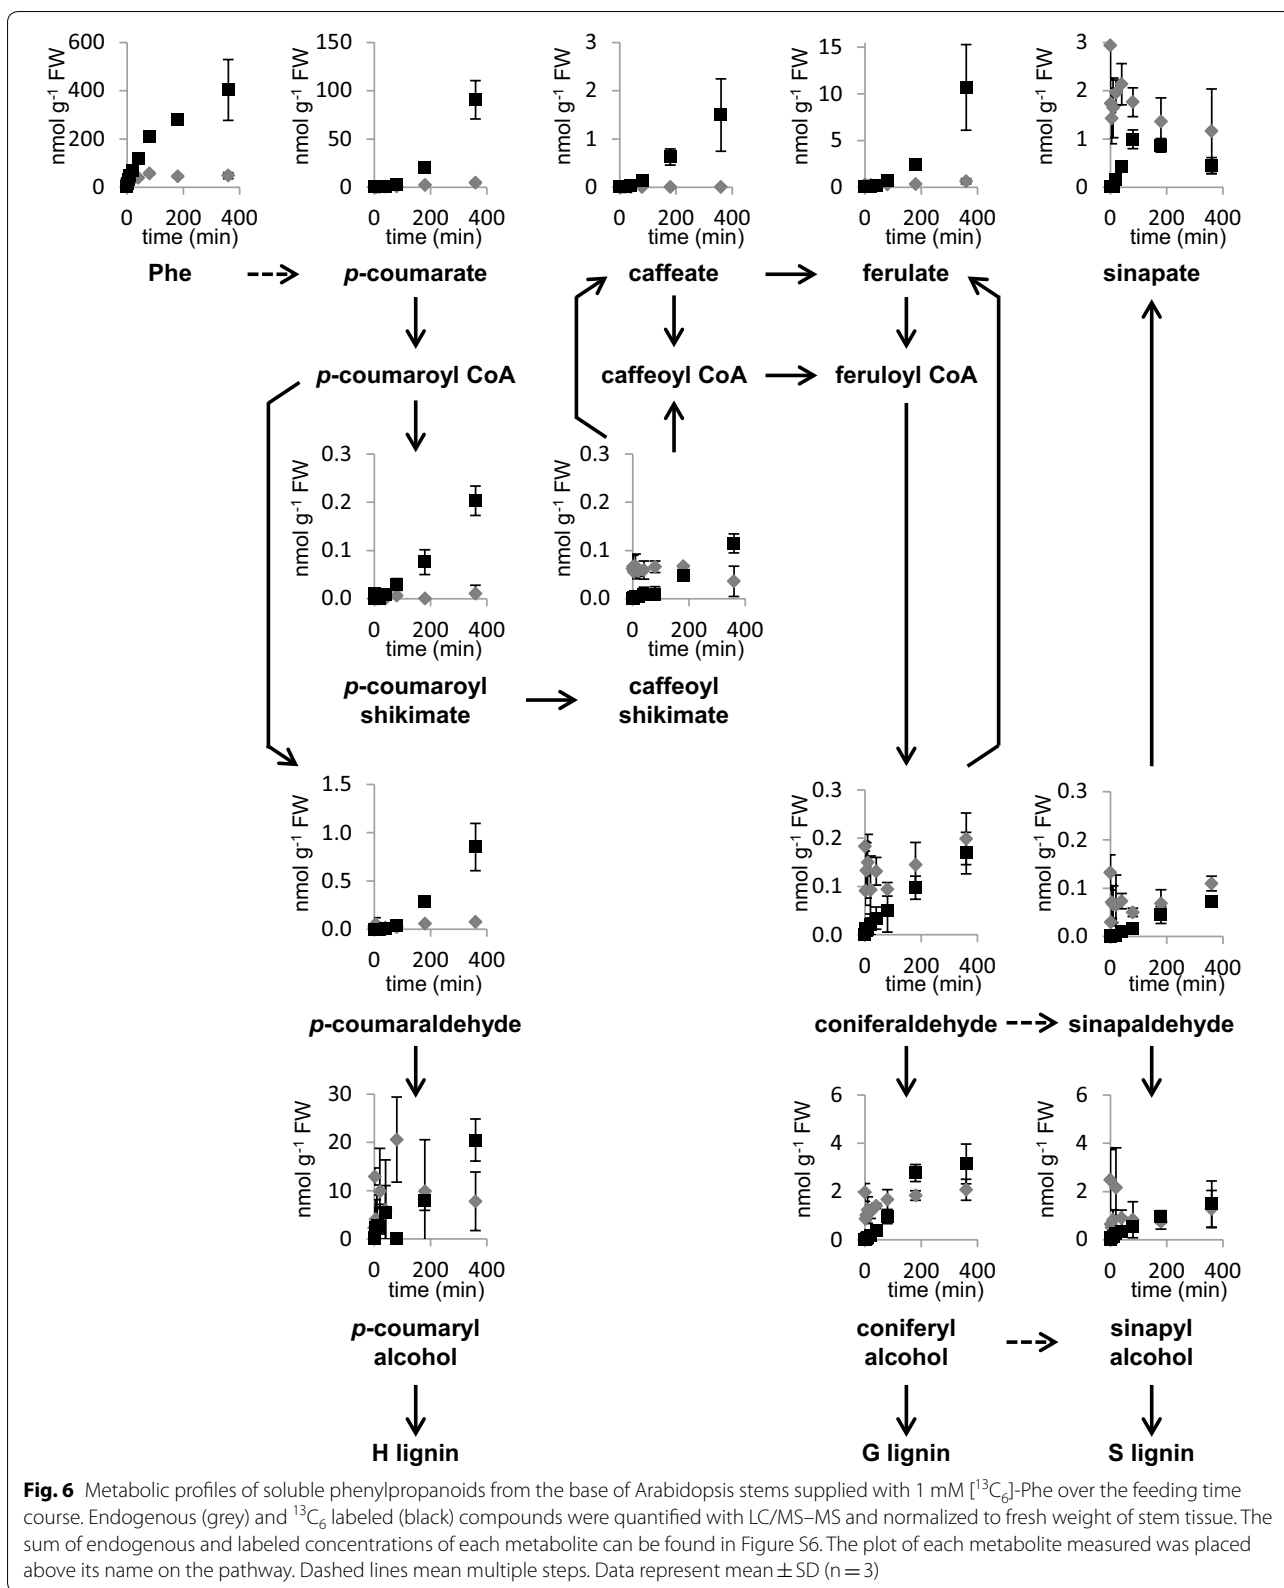 600
400
200
0
nmol g⁻¹ FW
0 200 400
time (min)
150
100
50
0
nmol g⁻¹ FW
0 200 400
time (min)
3
2
1
0
nmol g⁻¹ FW
0 200 400
time (min)
15
10
5
0
nmol g⁻¹ FW
0 200 400
time (min)
3
2
1
0
nmol g⁻¹ FW
0 200 400
time (min)
Phe
p-coumarate
caffeate
ferulate
sinapate
p-coumaroyl CoA
caffeoyl CoA
feruloyl CoA
0.3
0.2
0.1
0.0
nmol g⁻¹ FW
0 200 400
time (min)
0.3
0.2
0.1
0.0
nmol g⁻¹ FW
0 200 400
time (min)
p-coumaroyl
shikimate
caffeoyl
shikimate
1.5
1.0
0.5
0.0
nmol g⁻¹ FW
0 200 400
time (min)
0.3
0.2
0.1
0.0
nmol g⁻¹ FW
0 200 400
time (min)
0.3
0.2
0.1
0.0
nmol g⁻¹ FW
0 200 400
time (min)
p-coumaraldehyde
coniferaldehyde
sinapaldehyde
30
20
10
0
nmol g⁻¹ FW
0 200 400
time (min)
6
4
2
0
nmol g⁻¹ FW
0 200 400
time (min)
6
4
2
0
nmol g⁻¹ FW
0 200 400
time (min)
p-coumaryl
alcohol
coniferyl
alcohol
sinapyl
alcohol
H lignin
G lignin
S lignin
Fig. 6 Metabolic profiles of soluble phenylpropanoids from the base of Arabidopsis stems supplied with 1 mM [¹³C₆]-Phe over the feeding time
course. Endogenous (grey) and ¹³C₆ labeled (black) compounds were quantified with LC/MS–MS and normalized to fresh weight of stem tissue. The
sum of endogenous and labeled concentrations of each metabolite can be found in Figure S6. The plot of each metabolite measured was placed
above its name on the pathway. Dashed lines mean multiple steps. Data represent mean ± SD (n = 3)